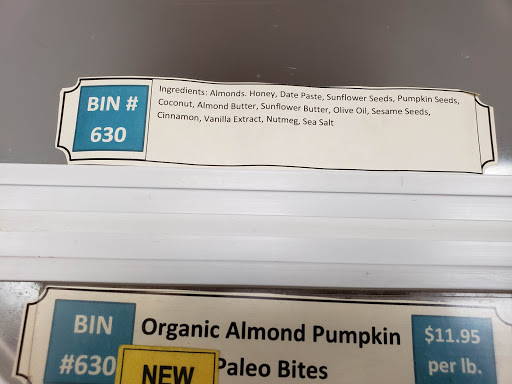 BIN #
630
Ingredients: Almonds. Honey, Date Paste, Sunflower Seeds, Pumpkin Seeds,
Coconut, Almond Butter, Sunflower Butter, Olive Oil, Sesame Seeds,
Cinnamon, Vanilla Extract, Nutmeg, Sea Salt
BIN
#630
Organic Almond Pumpkin
Paleo Bites
$11.95
per lb.
NEW